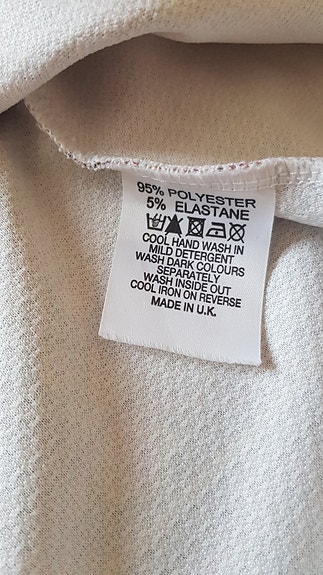 95% POLYESTER
5% ELASTANE
COOL HAND WASH IN
MILD DETERGENT
WASH DARK COLOURS
SEPARATELY
WASH INSIDE OUT
COOL IRON ON REVERSE
MADE IN U.K.